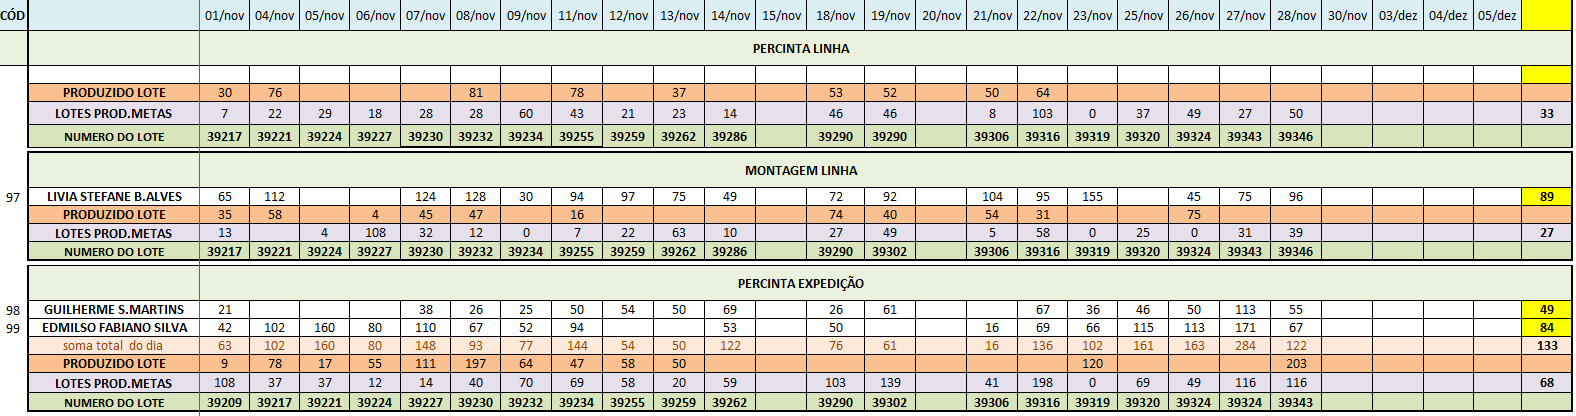 CÓD 01/nov 04/nov 05/nov 06/nov 07/nov 08/nov 09/nov 11/nov 12/nov 13/nov 14/nov 15/nov 18/nov 19/nov 20/nov 21/nov 22/nov 23/nov 25/nov 26/nov 27/nov 28/nov 30/nov 03/dez 04/dez 05/dez
PERCINTA LINHA
PRODUZIDO LOTE 30 76 81 78 37 53 52 50 64
LOTES PROD.METAS 7 22 29 18 28 28 60 43 21 23 14 46 46 8 103 0 37 49 27 50 33
NUMERO DO LOTE 39217 39221 39224 39227 39230 39232 39234 39255 39259 39262 39286 39290 39290 39306 39316 39319 39320 39324 39343 39346
MONTAGEM LINHA
97 LIVIA STEFANE B.ALVES 65 112 124 128 30 94 97 75 49 72 92 104 95 155 45 75 96 89
PRODUZIDO LOTE 35 58 4 45 47 16 74 40 54 31 75
LOTES PROD.METAS 13 4 108 32 12 0 7 22 63 10 27 49 5 58 0 25 0 31 39 27
NUMERO DO LOTE 39217 39221 39224 39227 39230 39232 39234 39255 39259 39262 39286 39290 39302 39306 39316 39319 39320 39324 39343 39346
PERCINTA EXPEDIÇÃO
98 GUILHERME S.MARTINS 21 38 26 25 50 54 50 69 26 61 67 36 46 50 113 55 49
99 EDMILSO FABIANO SILVA 42 102 160 80 110 67 52 94 53 50 16 69 66 115 113 171 67 84
soma total do dia 63 102 160 80 148 93 77 144 54 50 122 76 61 16 136 102 161 163 284 122 133
PRODUZIDO LOTE 9 78 17 55 111 197 64 47 58 50 120 203
LOTES PROD.METAS 108 37 37 12 14 40 70 69 58 20 59 103 139 41 198 0 69 49 116 116 68
NUMERO DO LOTE 39209 39217 39221 39224 39227 39230 39232 39234 39255 39259 39262 39290 39302 39306 39316 39319 39320 39324 39324 39343